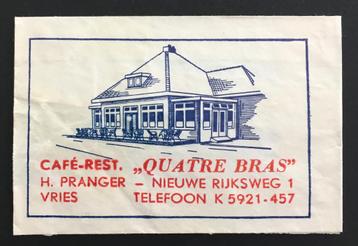 CAFÉ-REST. „QUATRE BRAS”
H. PRANGER – NIEUWE RIJKSWEG 1
VRIES TELEFOON K 5921-457